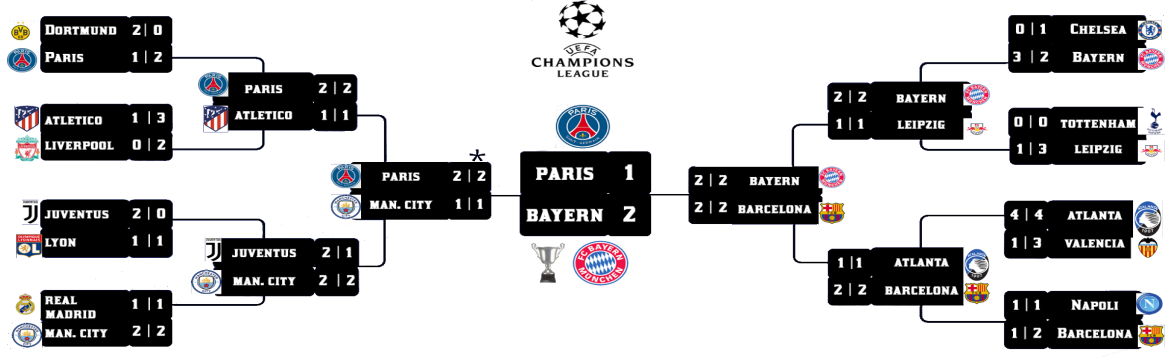 DORTMUND 2 | 0
PARIS 1 | 2
ATLETICO 1 | 3
LIVERPOOL 0 | 2
JUVENTUS 2 | 0
LYON 1 | 1
REAL MADRID 1 | 1
MAN. CITY 2 | 2
PARIS 2 | 2
ATLETICO 1 | 1
JUVENTUS 2 | 1
MAN. CITY 2 | 2
*
PARIS 2 | 2
MAN. CITY 1 | 1
UEFA
CHAMPIONS
LEAGUE
PARIS 1
BAYERN 2
FC BAYERN
MÜNCHEN
2 | 2 BAYERN
2 | 2 BARCELONA
2 | 2 BAYERN
1 | 1 LEIPZIG
1 | 1 ATLANTA
2 | 2 BARCELONA
0 | 1 CHELSEA
3 | 2 BAYERN
0 | 0 TOTTENHAM
1 | 3 LEIPZIG
4 | 4 ATLANTA
1 | 3 VALENCIA
1 | 1 NAPOLI
1 | 2 BARCELONA